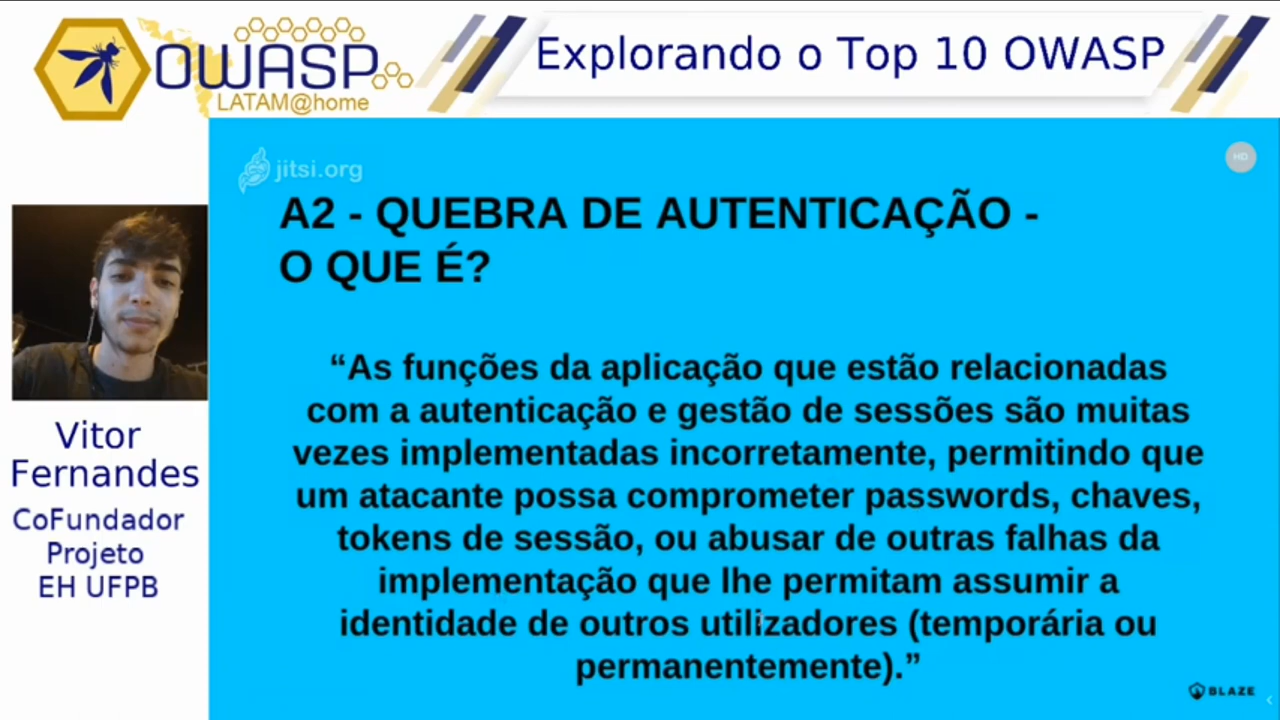 OWASP
LATAM@home
Explorando o Top 10 OWASP
jitsi.org
HD
A2 - QUEBRA DE AUTENTICAÇÃO -
O QUE É?
“As funções da aplicação que estão relacionadas
com a autenticação e gestão de sessões são muitas
vezes implementadas incorretamente, permitindo que
um atacante possa comprometer passwords, chaves,
tokens de sessão, ou abusar de outras falhas da
implementação que lhe permitam assumir a
identidade de outros utilizadores (temporária ou
permanentemente).”
Vitor
Fernandes
CoFundador
Projeto
EH UFPB
BLAZE